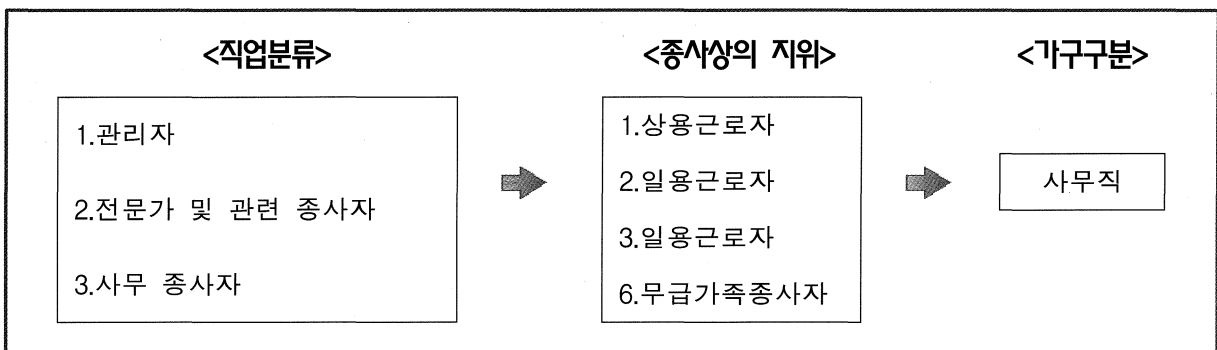 <직업분류>
1.관리자
2.전문가 및 관련 종사자
3.사무 종사자
<종사상의 지위>
1.상용근로자
2.일용근로자
3.일용근로자
6.무급가족종사자
<가구구분>
사무직